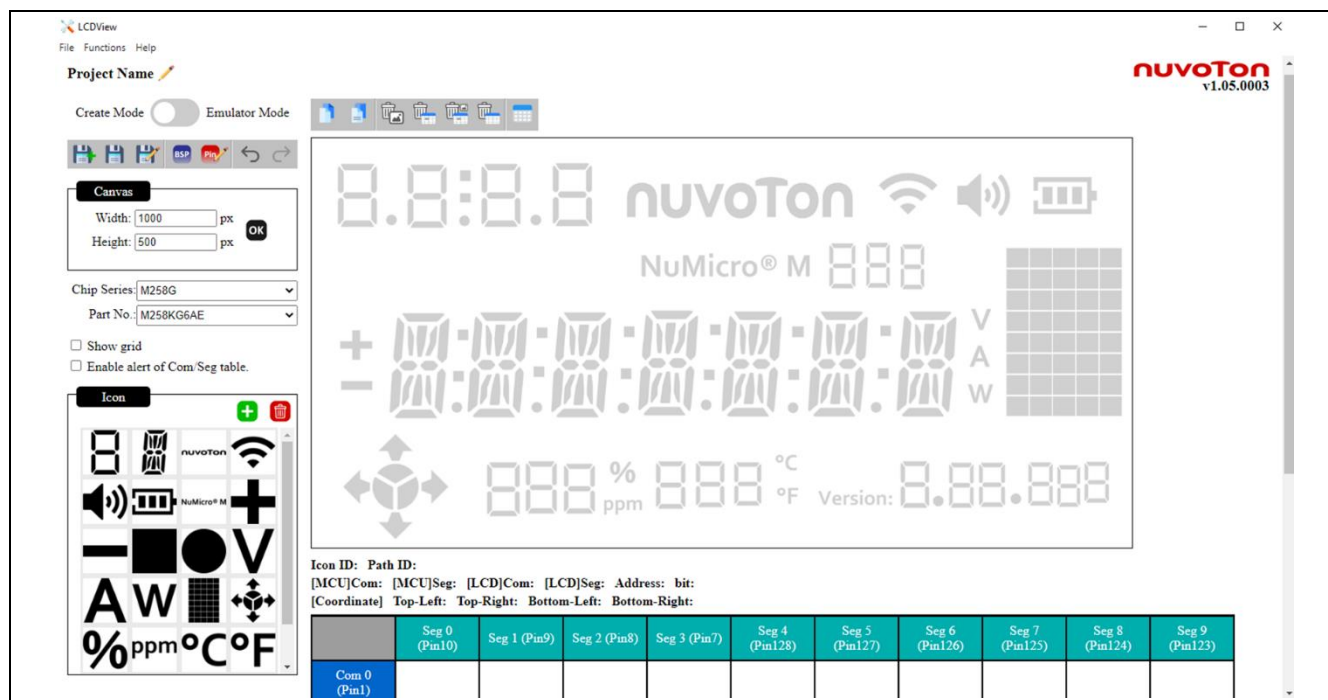 LCDView
File Functions Help
Project Name
nuvoTon
v1.05.0003
Create Mode Emulator Mode
BSP Pin
Canvas
Width: 1000 px
OK
Height: 500 px
Chip Series: M258G
Part No.: M258KG6AE
Show grid
Enable alert of Com/Seg table.
Icon
nuvoTon
NuMicro® M
V
A W
% ppm °C °F
nuvoTon
NuMicro® M
V
A
W
% °C
ppm °F Version:
Icon ID: Path ID:
[MCU]Com: [MCU]Seg: [LCD]Com: [LCD]Seg: Address: bit:
[Coordinate] Top-Left: Top-Right: Bottom-Left: Bottom-Right:
Seg 0 (Pin10) Seg 1 (Pin9) Seg 2 (Pin8) Seg 3 (Pin7) Seg 4 (Pin128) Seg 5 (Pin127) Seg 6 (Pin126) Seg 7 (Pin125) Seg 8 (Pin124) Seg 9 (Pin123)
Com 0
(Pin1)